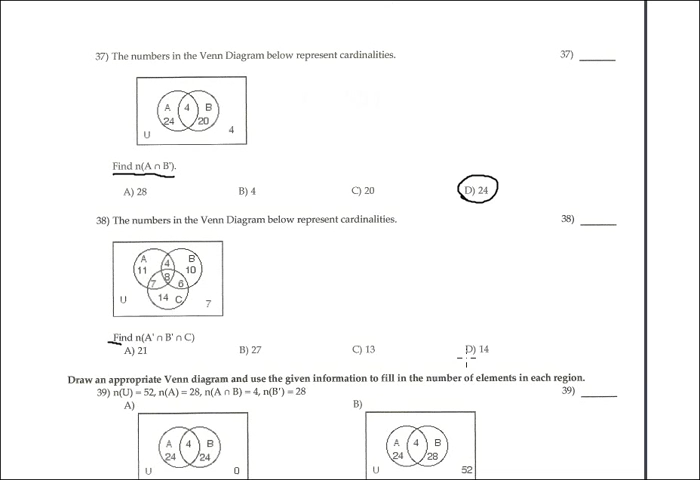 37) The numbers in the Venn Diagram below represent cardinalities. 37)
A 4 B
24 20
U 4
Find n(A ∩ B').
A) 28 B) 4 C) 20 D) 24
38) The numbers in the Venn Diagram below represent cardinalities. 38)
A 4 B
11 8 10
7 6
U 14 C 7
Find n(A' ∩ B' ∩ C)
A) 21 B) 27 C) 13 D) 14
Draw an appropriate Venn diagram and use the given information to fill in the number of elements in each region.
39) n(U) = 52, n(A) = 28, n(A ∩ B) = 4, n(B') = 28 39)
A) B)
A 4 B A 4 B
24 24 24 28
U 0 U 52